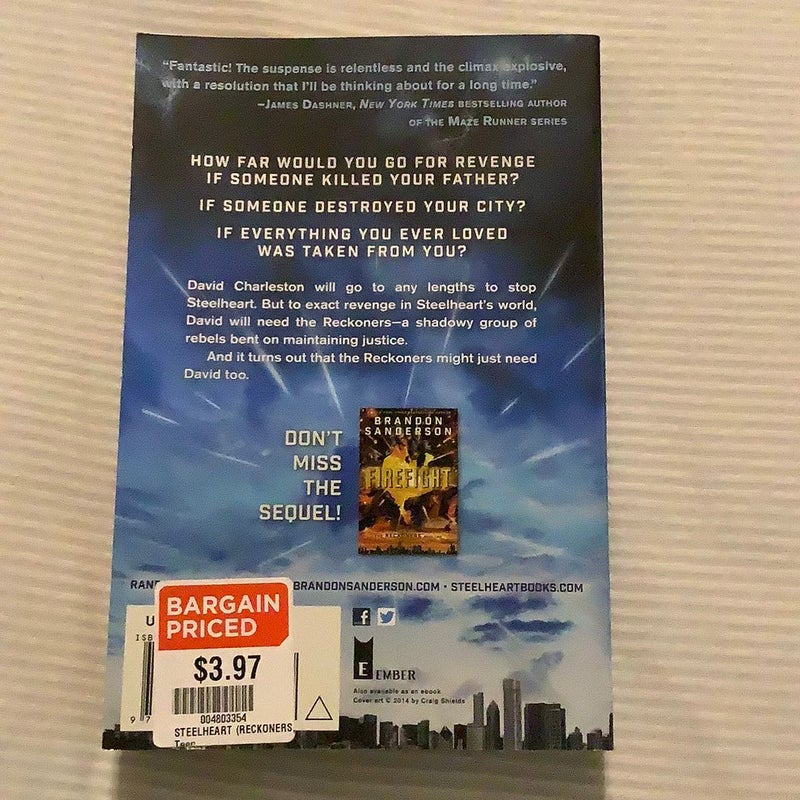 “Fantastic! The suspense is relentless and the climax explosive,
with a resolution that I’ll be thinking about for a long time.”
–JAMES DASHNER, NEW YORK TIMES BESTSELLING AUTHOR
OF THE MAZE RUNNER SERIES
HOW FAR WOULD YOU GO FOR REVENGE
IF SOMEONE KILLED YOUR FATHER?
IF SOMEONE DESTROYED YOUR CITY?
IF EVERYTHING YOU EVER LOVED
WAS TAKEN FROM YOU?
David Charleston will go to any lengths to stop
Steelheart. But to exact revenge in Steelheart’s world,
David will need the Reckoners—a shadowy group of
rebels bent on maintaining justice.
And it turns out that the Reckoners might just need
David too.
DON’T
MISS
THE
SEQUEL!
BRANDON
SANDERSON
FIREFIGHT
RAN
BRANDONSANDERSON.COM • STEELHEARTBOOKS.COM
U
ISB
9 7
BARGAIN
PRICED
$3.97
004803354
STEELHEART (RECKONERS
Teen
f
E EMBER
Also available as an ebook
Cover art © 2014 by Craig Shields